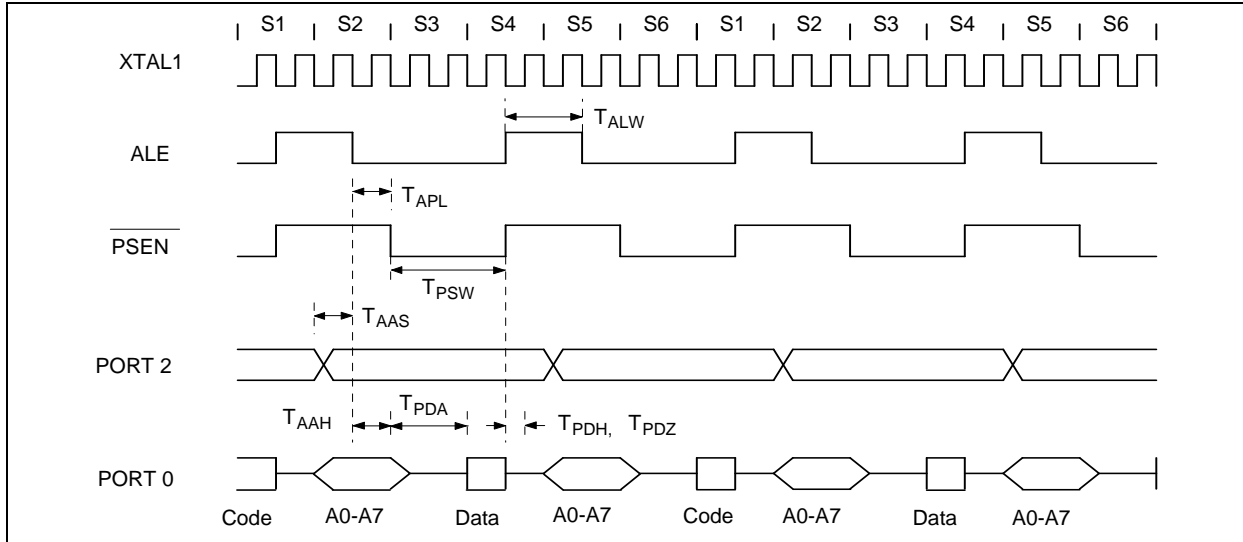 S1 S2 S3 S4 S5 S6 S1 S2 S3 S4 S5 S6
XTAL1
TALW
ALE
TAPL
PSEN
TPSW
TAAS
PORT 2
TAAH TPDA TPDH, TPDZ
PORT 0
Code A0-A7 Data A0-A7 Code A0-A7 Data A0-A7